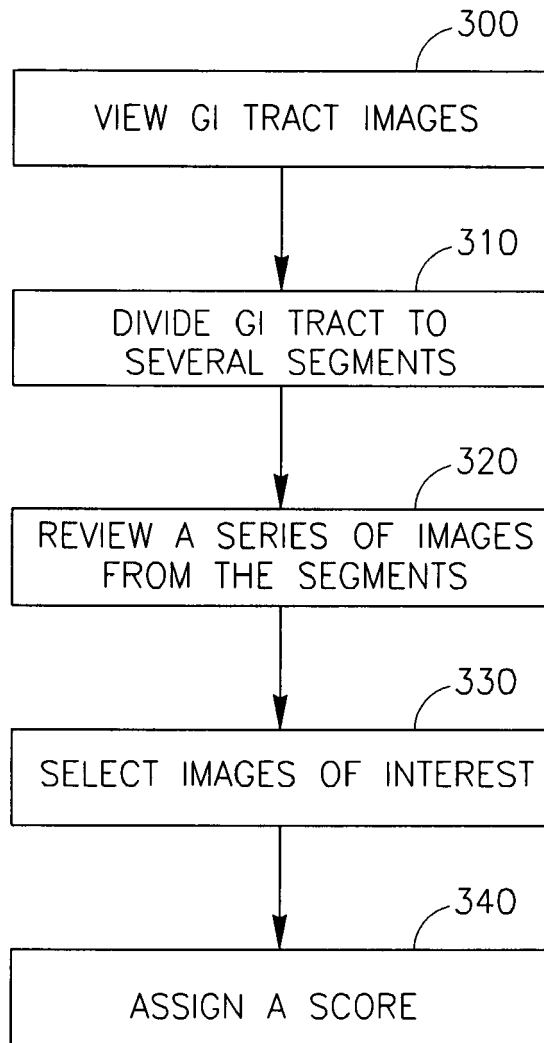 300
VIEW GI TRACT IMAGES
310
DIVIDE GI TRACT TO
SEVERAL SEGMENTS
320
REVIEW A SERIES OF IMAGES
FROM THE SEGMENTS
330
SELECT IMAGES OF INTEREST
340
ASSIGN A SCORE